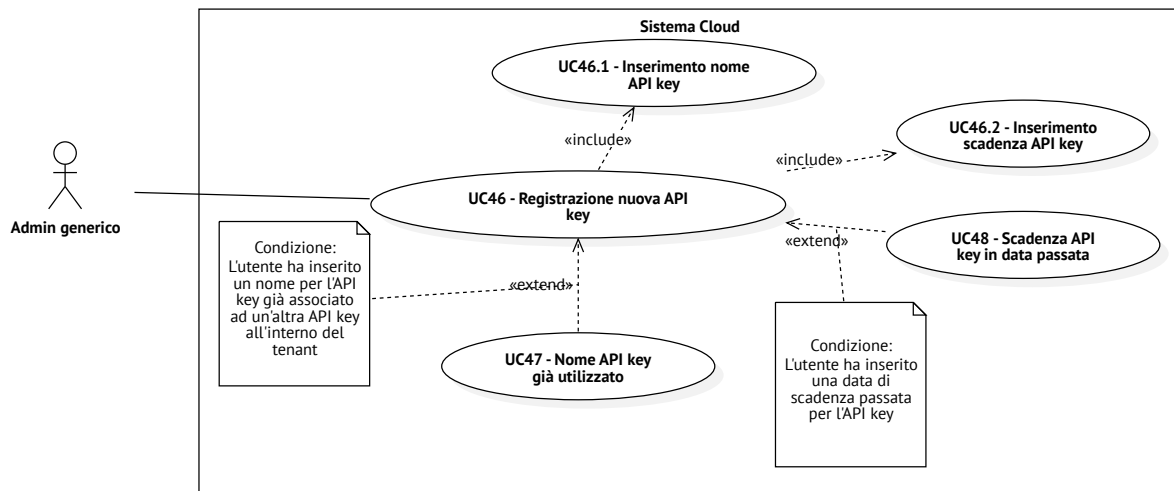 Sistema Cloud
UC46.1 - Inserimento nome
API key
«include»
UC46.2 - Inserimento
scadenza API key
«include»
Admin generico
UC46 - Registrazione nuova API
key
«extend»
UC48 - Scadenza API
key in data passata
Condizione:
L'utente ha inserito
un nome per l'API
key già associato
ad un'altra API key
all'interno del
tenant
«extend»
UC47 - Nome API key
già utilizzato
Condizione:
L'utente ha inserito
una data di
scadenza passata
per l'API key